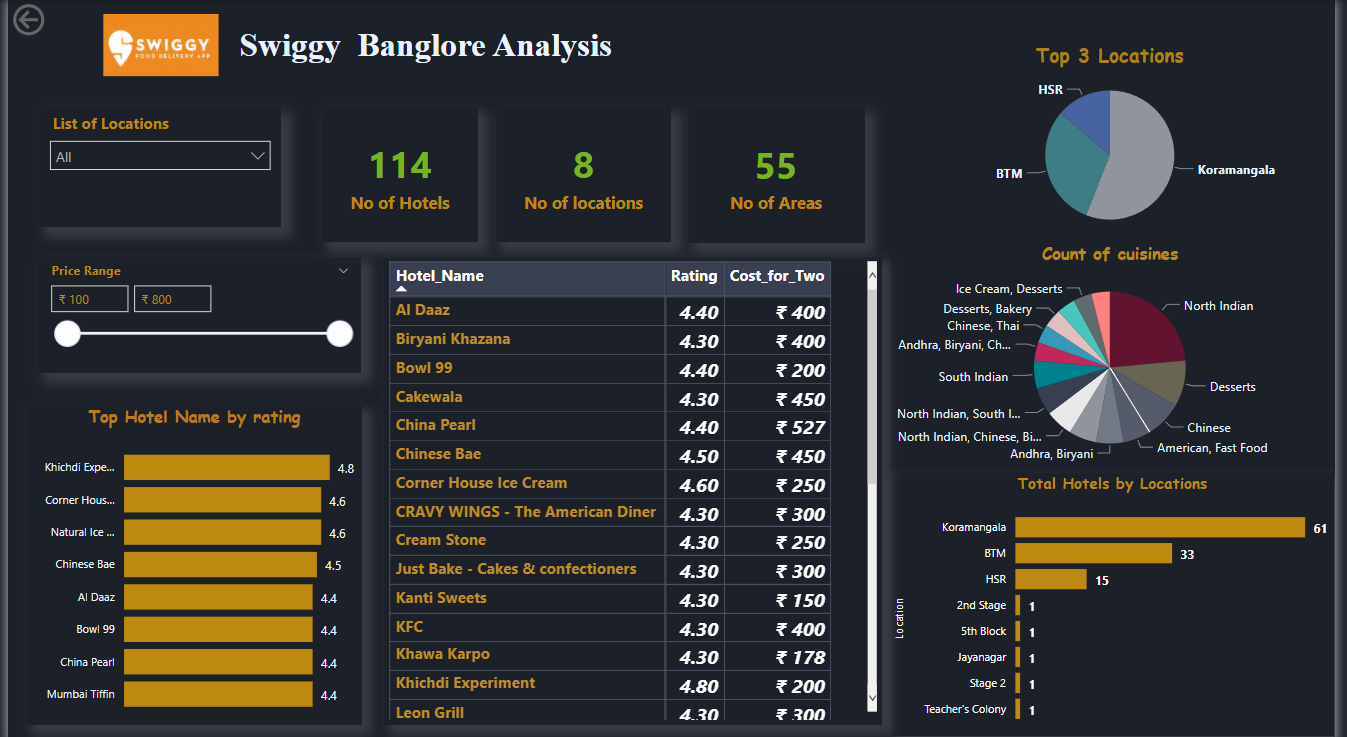 SWIGGY
FOOD DELIVERY APP
Swiggy Banglore Analysis
List of Locations
All
114
No of Hotels
8
No of locations
55
No of Areas
Top 3 Locations
HSR
BTM
Koramangala
Price Range
₹ 100
₹ 800
Hotel_Name Rating Cost_for_Two
Al Daaz 4.40 ₹ 400
Biryani Khazana 4.30 ₹ 400
Bowl 99 4.40 ₹ 200
Cakewala 4.30 ₹ 450
China Pearl 4.40 ₹ 527
Chinese Bae 4.50 ₹ 450
Corner House Ice Cream 4.60 ₹ 250
CRAVY WINGS - The American Diner 4.30 ₹ 300
Cream Stone 4.30 ₹ 250
Just Bake - Cakes & confectioners 4.30 ₹ 300
Kanti Sweets 4.30 ₹ 150
KFC 4.30 ₹ 400
Khawa Karpo 4.30 ₹ 178
Khichdi Experiment 4.80 ₹ 200
Leon Grill 4.30 ₹ 300
Top Hotel Name by rating
Khichdi Expe... 4.8
Corner Hous... 4.6
Natural Ice ... 4.6
Chinese Bae 4.5
Al Daaz 4.4
Bowl 99 4.4
China Pearl 4.4
Mumbai Tiffin 4.4
Count of cuisines
Ice Cream, Desserts
Desserts, Bakery
Chinese, Thai
Andhra, Biryani, Ch...
South Indian
North Indian, South I...
North Indian, Chinese, Bi...
Andhra, Biryani
North Indian
Desserts
Chinese
American, Fast Food
Total Hotels by Locations
Location
Koramangala 61
BTM 33
HSR 15
2nd Stage 1
5th Block 1
Jayanagar 1
Stage 2 1
Teacher's Colony 1